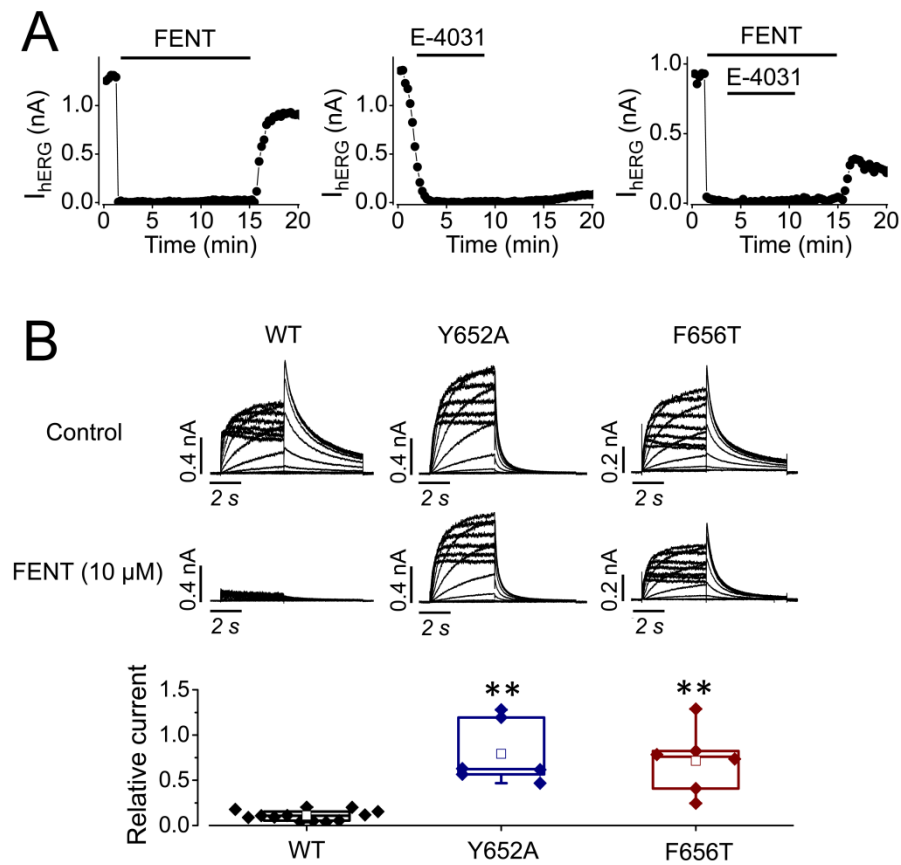 A
FENT
E-4031
FENT
E-4031
I hERG (nA)
1.0
0.5
0.0
0 5 10 15 20
Time (min)
I hERG (nA)
1.0
0.5
0.0
0 5 10 15 20
Time (min)
I hERG (nA)
1.0
0.5
0.0
0 5 10 15 20
Time (min)
B
WT
Y652A
F656T
Control
0.4 nA
2 s
0.4 nA
2 s
0.2 nA
2 s
FENT (10 µM)
0.4 nA
2 s
0.4 nA
2 s
0.2 nA
2 s
Relative current
1.5
1.0
0.5
0.0
**
**
WT
Y652A
F656T